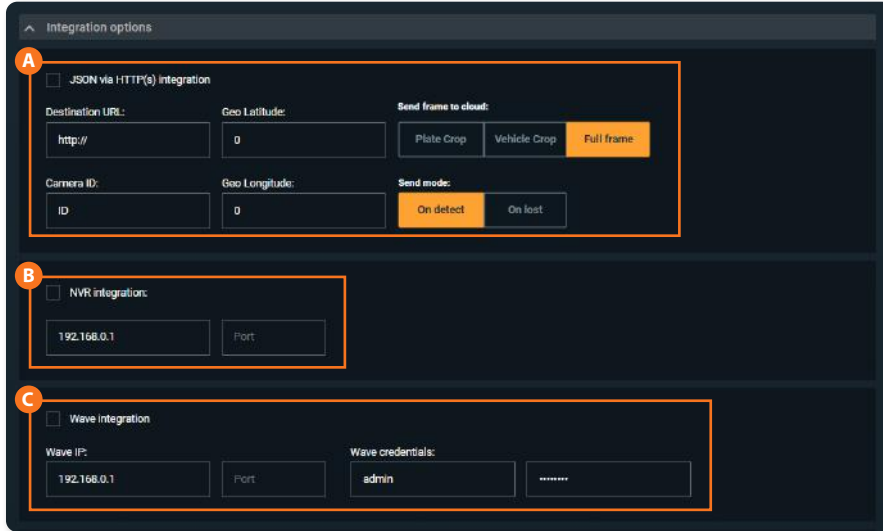 Integration options
A
JSON via HTTP(s) integration
Destination URL: Geo Latitude: Send frame to cloud:
http:// 0 Plate Crop Vehicle Crop Full frame
Camera ID: Geo Longitude: Send mode:
ID 0 On detect On lost
B
NVR integration:
192.168.0.1 Port
C
Wave integration
Wave IP: Wave credentials:
192.168.0.1 Port admin ········